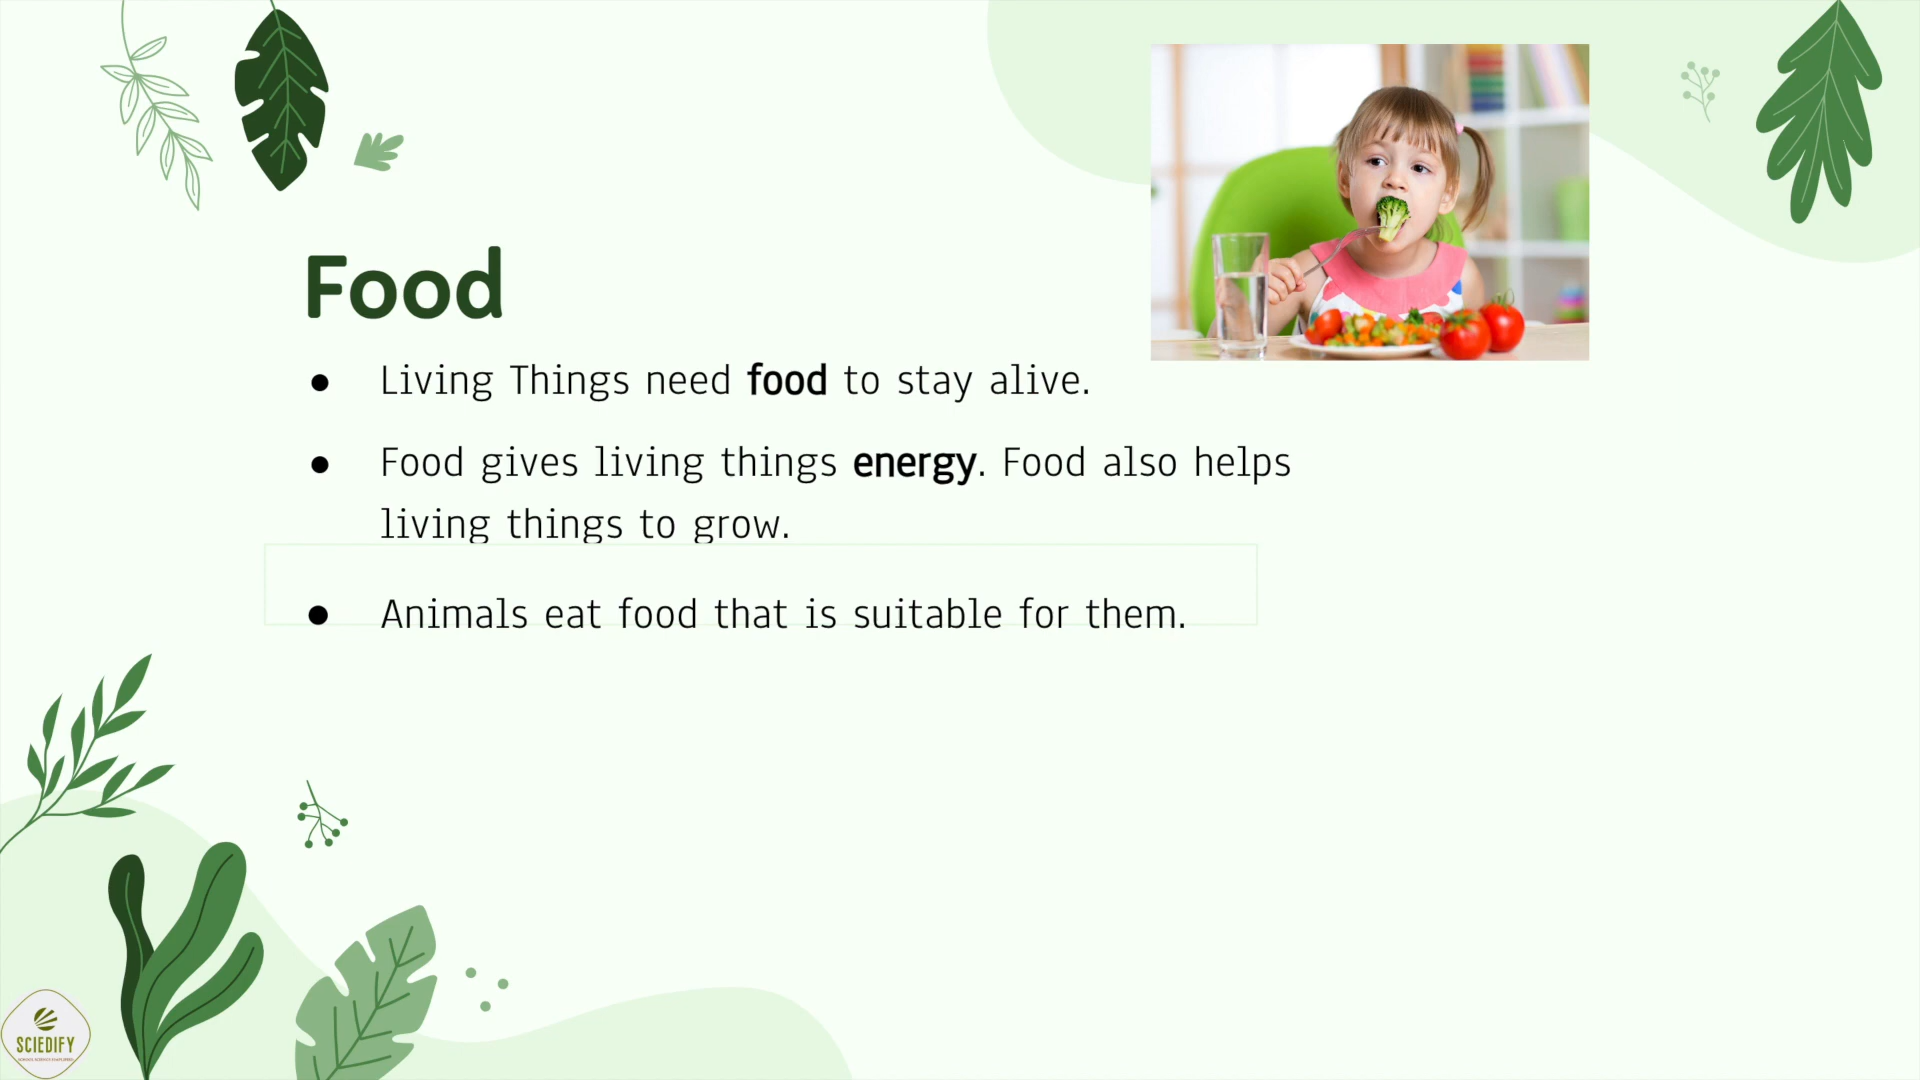 Food
● Living Things need food to stay alive.
● Food gives living things energy. Food also helps
living things to grow.
● Animals eat food that is suitable for them.
SCIEDIFY